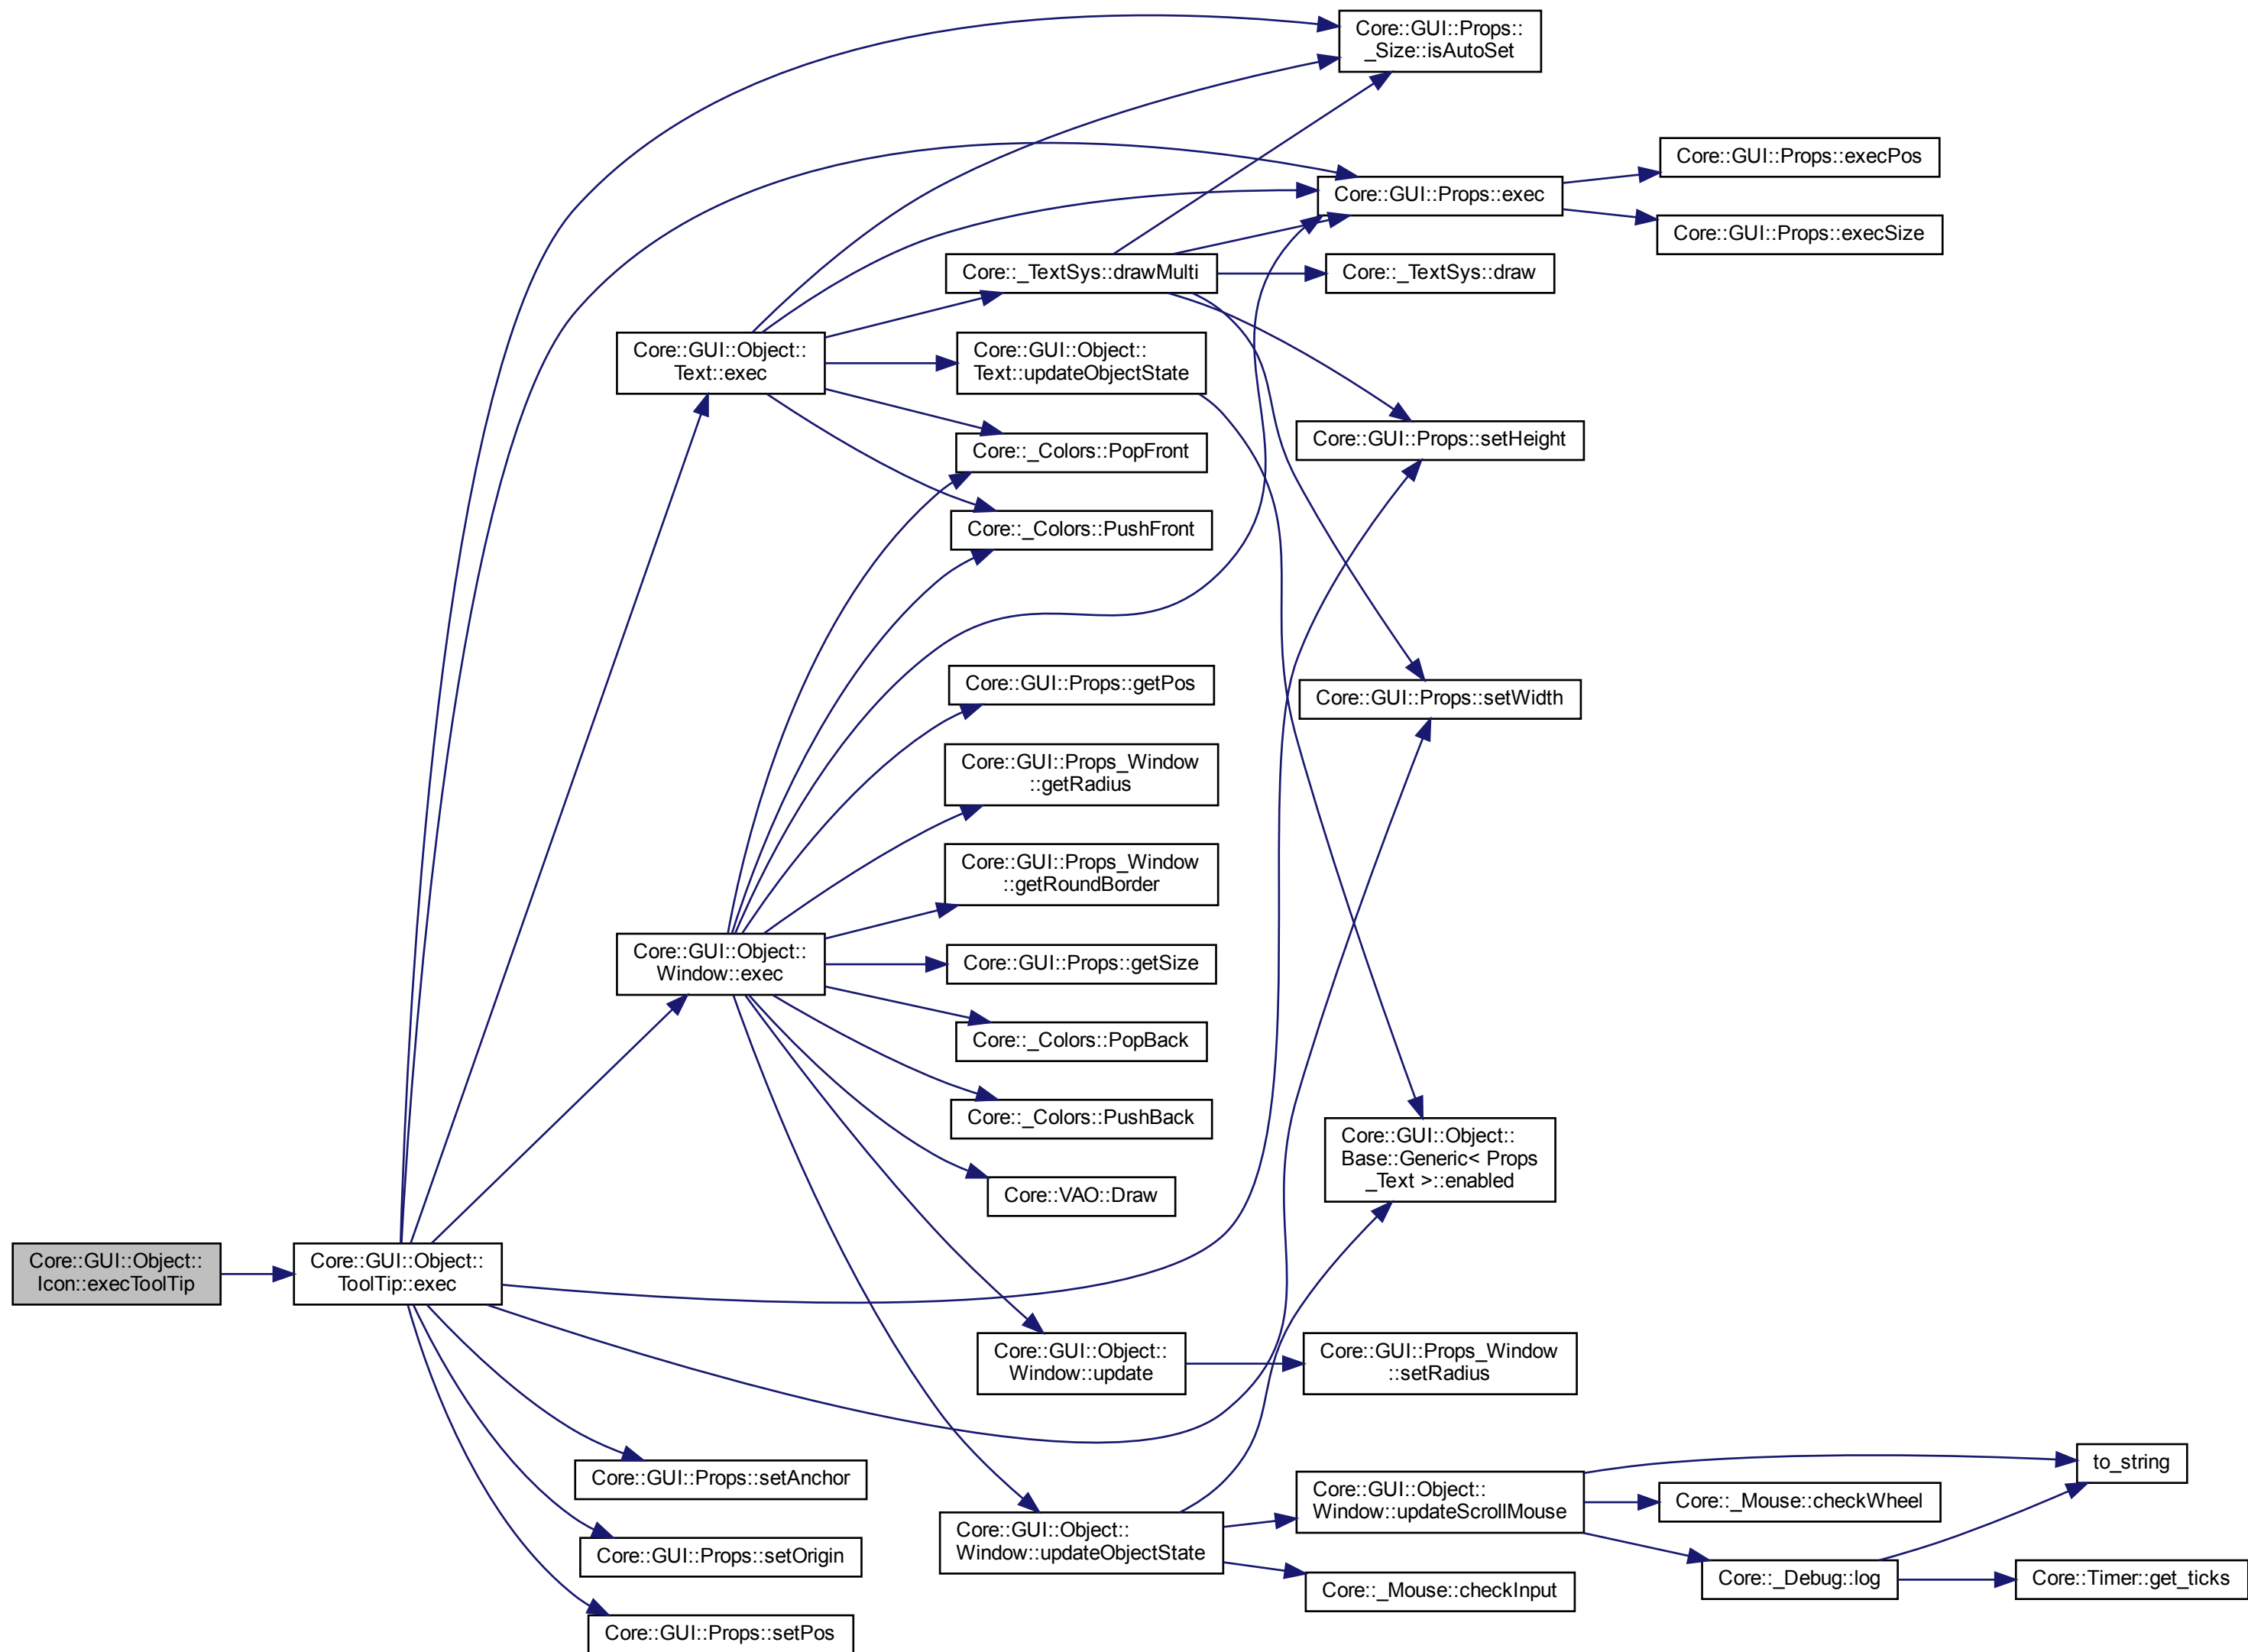 Core::GUI::Object::
Icon::execToolTip
Core::GUI::Object::
ToolTip::exec
Core::GUI::Props::
_Size::isAutoSet
Core::GUI::Props::exec
Core::GUI::Props::execPos
Core::GUI::Props::execSize
Core::GUI::Object::
Text::exec
Core::_TextSys::drawMulti
Core::_TextSys::draw
Core::GUI::Object::
Text::updateObjectState
Core::_Colors::PopFront
Core::_Colors::PushFront
Core::GUI::Props::setHeight
Core::GUI::Props::setWidth
Core::GUI::Object::
Base::Generic< Props
_Text >::enabled
Core::GUI::Object::
Window::exec
Core::GUI::Props::getPos
Core::GUI::Props_Window
::getRadius
Core::GUI::Props_Window
::getRoundBorder
Core::GUI::Props::getSize
Core::_Colors::PopBack
Core::_Colors::PushBack
Core::VAO::Draw
Core::GUI::Object::
Window::update
Core::GUI::Props_Window
::setRadius
Core::GUI::Object::
Window::updateObjectState
Core::GUI::Object::
Window::updateScrollMouse
Core::_Mouse::checkInput
to_string
Core::_Mouse::checkWheel
Core::_Debug::log
Core::Timer::get_ticks
Core::GUI::Props::setAnchor
Core::GUI::Props::setOrigin
Core::GUI::Props::setPos